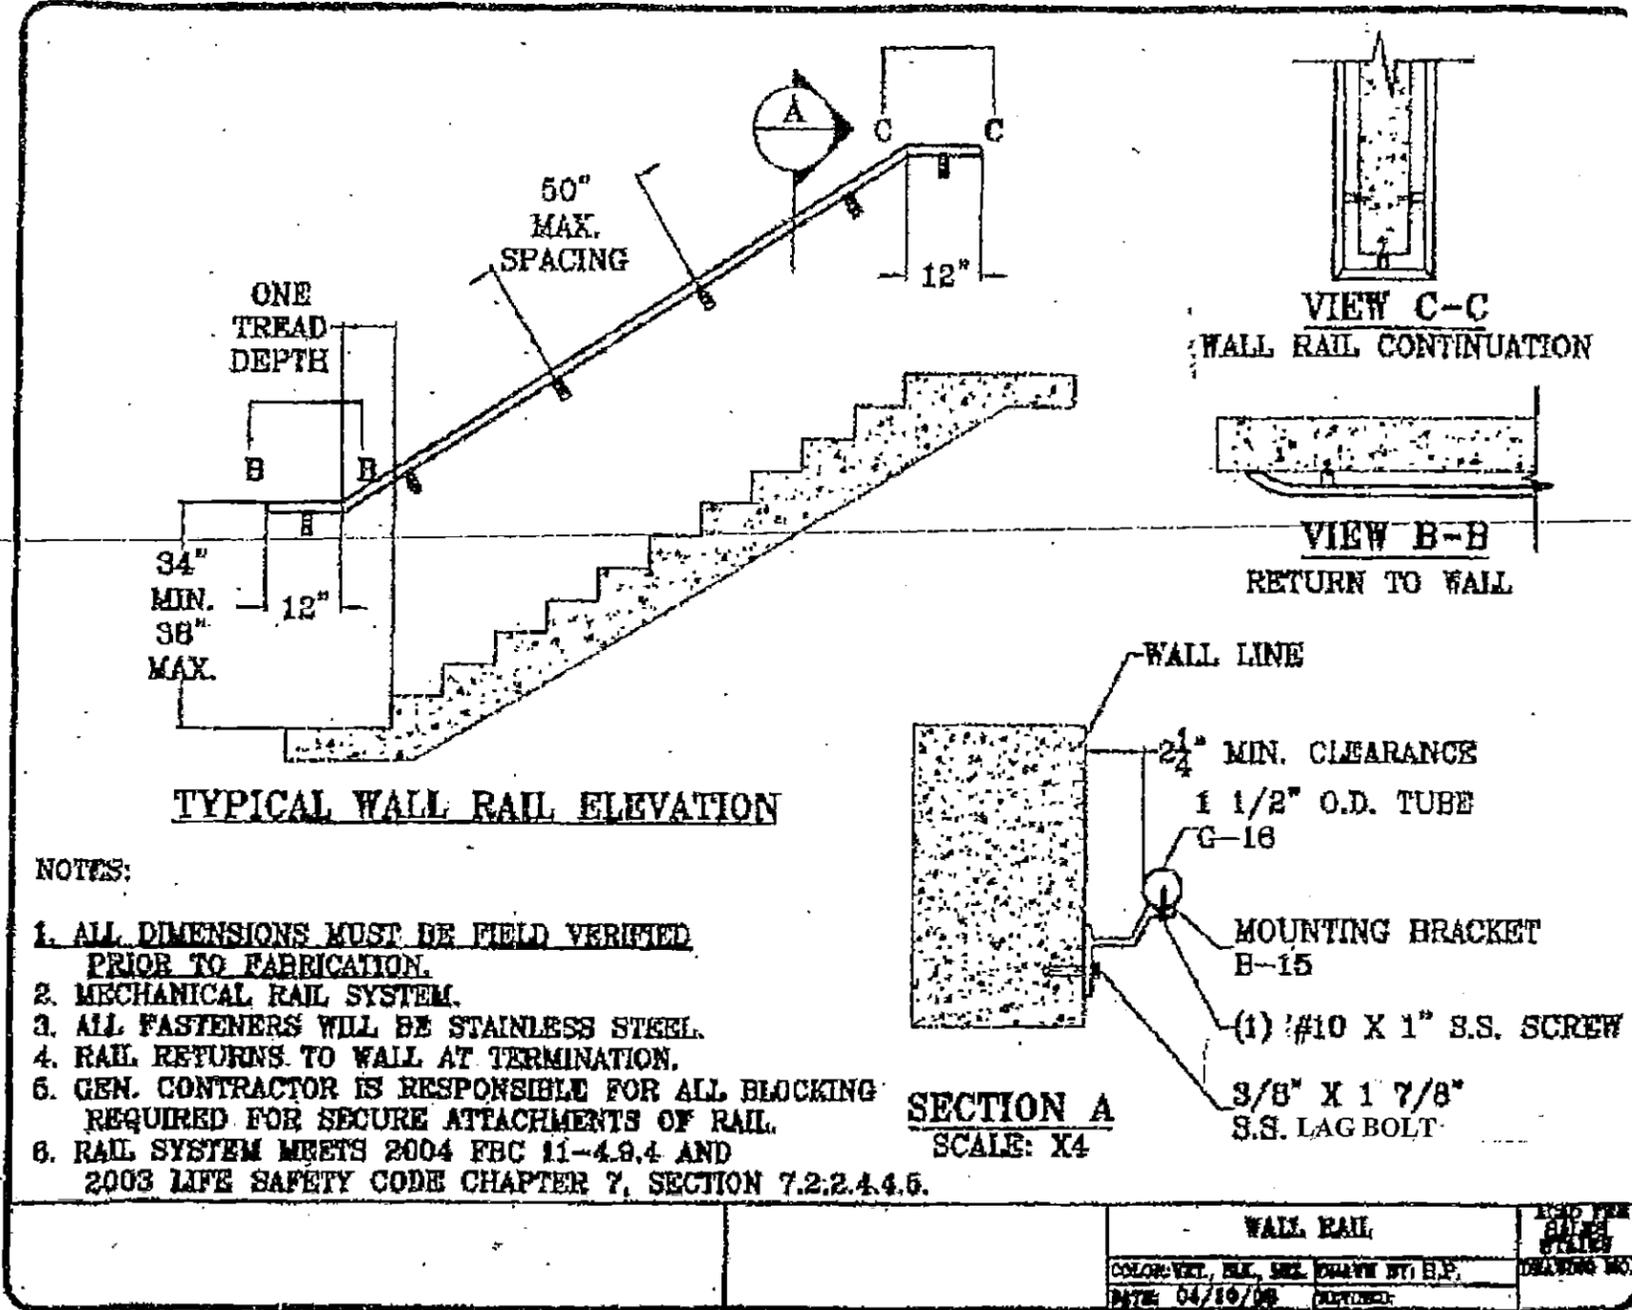 A
C
C
50"
MAX.
SPACING
12"
ONE
TREAD
DEPTH
B
B
34"
MIN.
38"
MAX.
12"
TYPICAL WALL RAIL ELEVATION
VIEW C-C
WALL RAIL CONTINUATION
VIEW B-B
RETURN TO WALL
WALL LINE
2 1/4" MIN. CLEARANCE
1 1/2" O.D. TUBE
G-16
MOUNTING BRACKET
B-15
(1) #10 X 1" S.S. SCREW
3/8" X 1 7/8"
S.S. LAG BOLT
SECTION A
SCALE: X4
NOTES:
1. ALL DIMENSIONS MUST BE FIELD VERIFIED
PRIOR TO FABRICATION.
2. MECHANICAL RAIL SYSTEM.
3. ALL FASTENERS WILL BE STAINLESS STEEL.
4. RAIL RETURNS TO WALL AT TERMINATION.
5. GEN. CONTRACTOR IS RESPONSIBLE FOR ALL BLOCKING
REQUIRED FOR SECURE ATTACHMENTS OF RAIL.
6. RAIL SYSTEM MEETS 2004 FBC 11-4.9.4 AND
2003 LIFE SAFETY CODE CHAPTER 7, SECTION 7.2.2.4.4.5.
WALL RAIL
COLOR:
DRAWN BY:
DATE:
DRAWING NO.